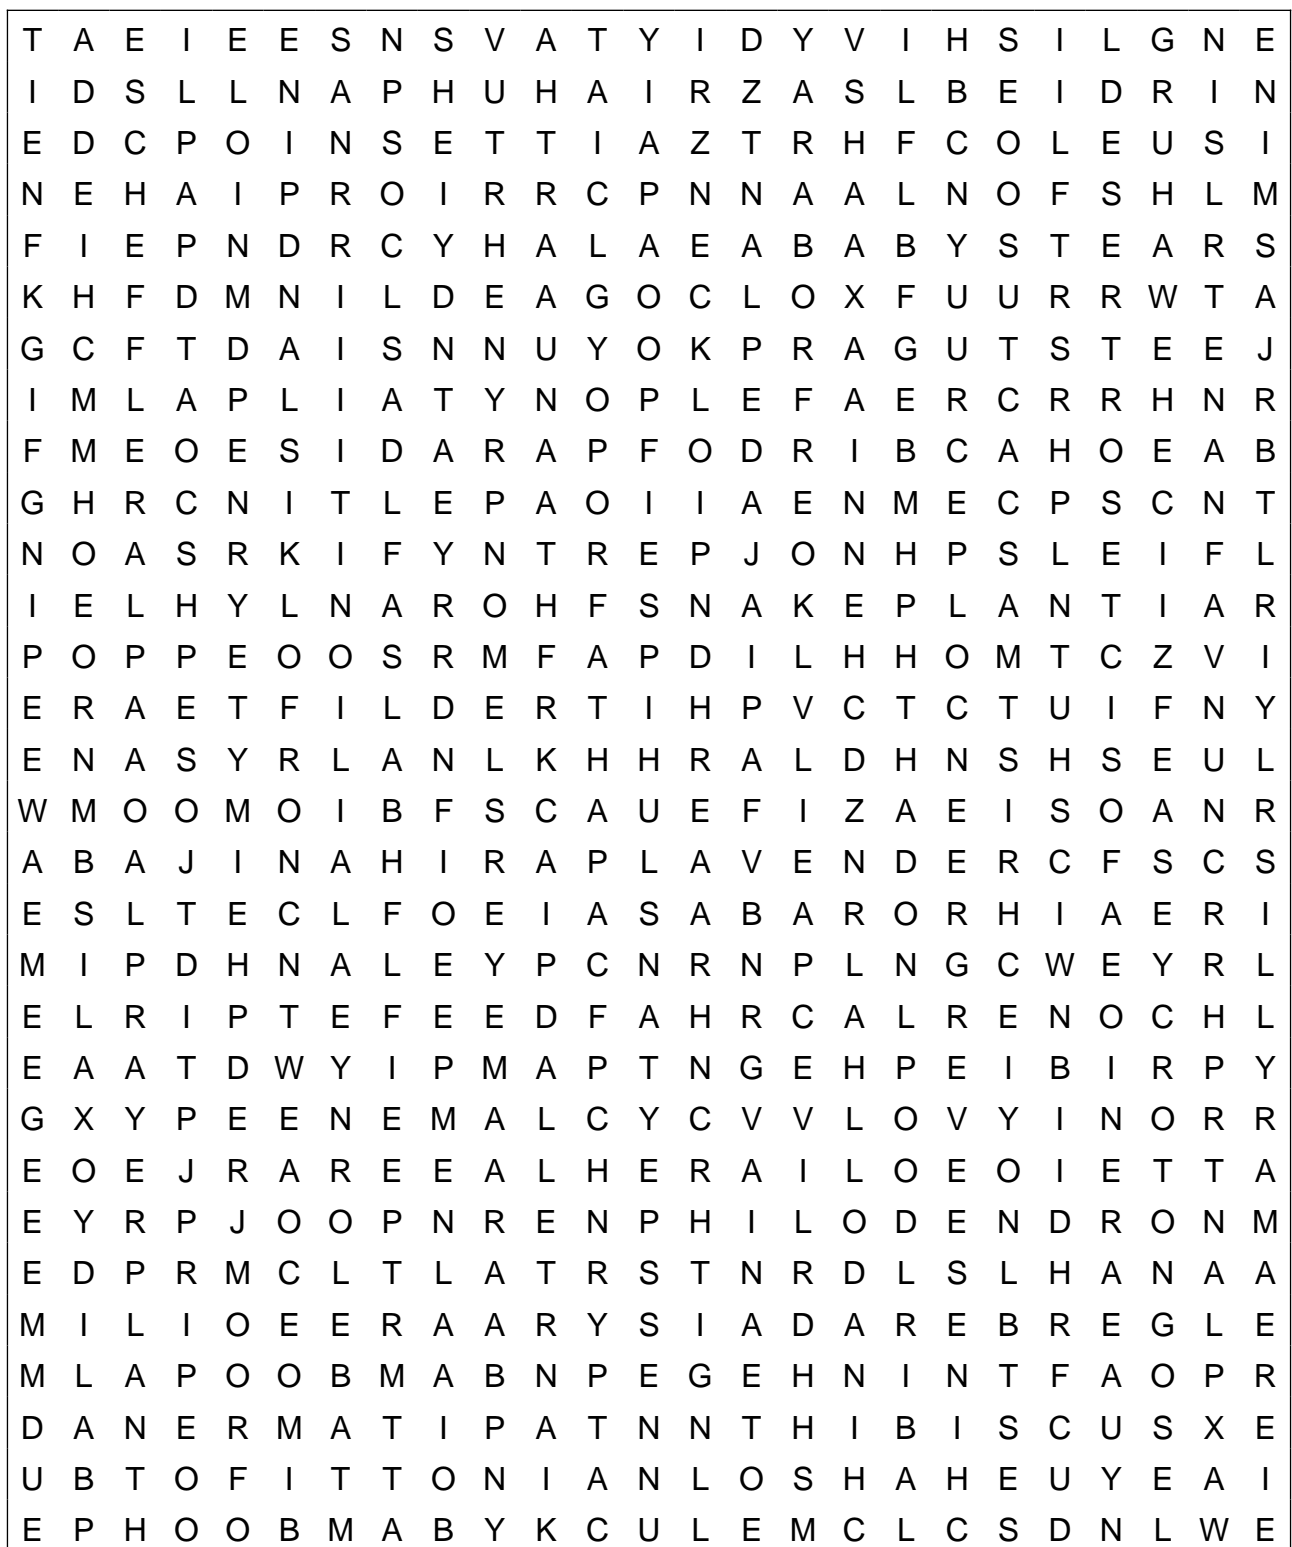 T A E I E E S N S V A T Y I D Y V I H S I L G N E
I D S L L N A P H U H A I R Z A S L B E I D R I N
E D C P O I N S E T T I A Z T R H F C O L E U S I
N E H A I P R O I R R C P N N A A L N O F S H L M
F I E P N D R C Y H A L A E A B A B Y S T E A R S
K H F D M N I L D E A G O C L O X F U U R R W T A
G C F T D A I S N N U Y O K P R A G U T S T E E J
I M L A P L I A T Y N O P L E F A E R C R R H N R
F M E O E S I D A R A P F O D R I B C A H O E A B
G H R C N I T L E P A O I I A E N M E C P S C N T
N O A S R K I F Y N T R E P J O N H P S L E I F L
I E L H Y L N A R O H F S N A K E P L A N T I A R
P O P P E O O S R M F A P D I L H H O M T C Z V I
E R A E T F I L D E R T I H P V C T C T U I F N Y
E N A S Y R L A N L K H H R A L D H N S H S E U L
W M O O M O I B F S C A U E F I Z A E I S O A N R
A B A J I N A H I R A P L A V E N D E R C F S C S
E S L T E C L F O E I A S A B A R O R H I A E R I
M I P D H N A L E Y P C N R N P L N G C W E Y R L
E L R I P T E F E E D F A H R C A L R E N O C H L
E A A T D W Y I P M A P T N G E H P E I B I R P Y
G X Y P E E N E M A L C Y C V V L O V Y I N O R R
E O E J R A R E E A L H E R A I L O E O I E T T A
E Y R P J O O P N R E N P H I L O D E N D R O N M
E D P R M C L T L A T R S T N R D L S L H A N A A
M I L I O E E R A A R Y S I A D A R E B R E G L E
M L A P O O B M A B N P E G E H N I N T F A O P R
D A N E R M A T I P A T N N T H I B I S C U S X E
U B T O F I T T O N I A N L O S H A H E U Y E A I
E P H O O B M A B Y K C U L E M C L C S D N L W E